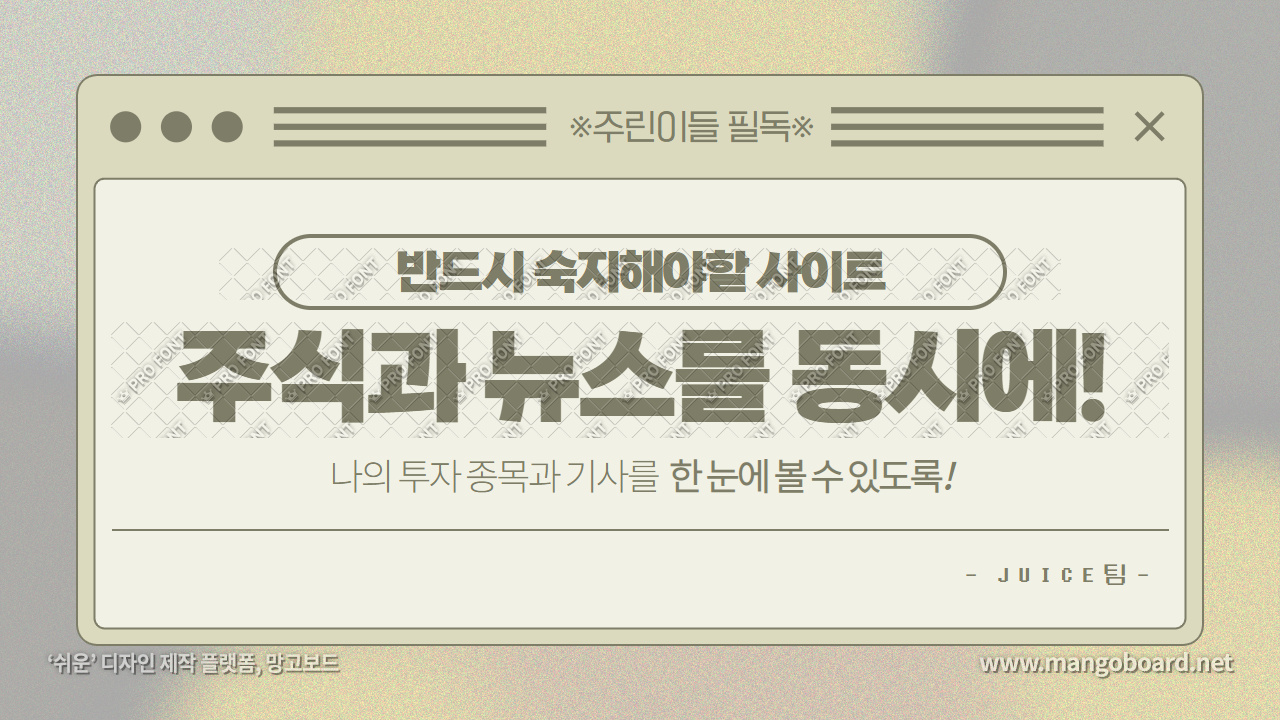 ※주린이들 필독※
반드시 숙지해야할 사이트
주식과 뉴스를 동시에!
나의 투자 종목과 기사를 한 눈에 볼 수 있도록!
- JUICE팀 -
‘쉬운’ 디자인 제작 플랫폼, 망고보드
www.mangoboard.net
© PRO FONT